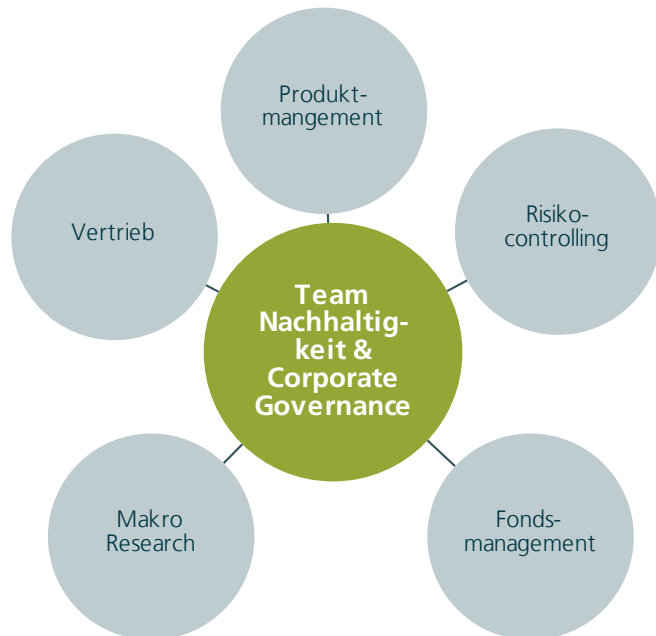 Produkt-
mangement
Vertrieb
Risiko-
controlling
Team
Nachhaltig-
keit &
Corporate
Governance
Makro
Research
Fonds-
management